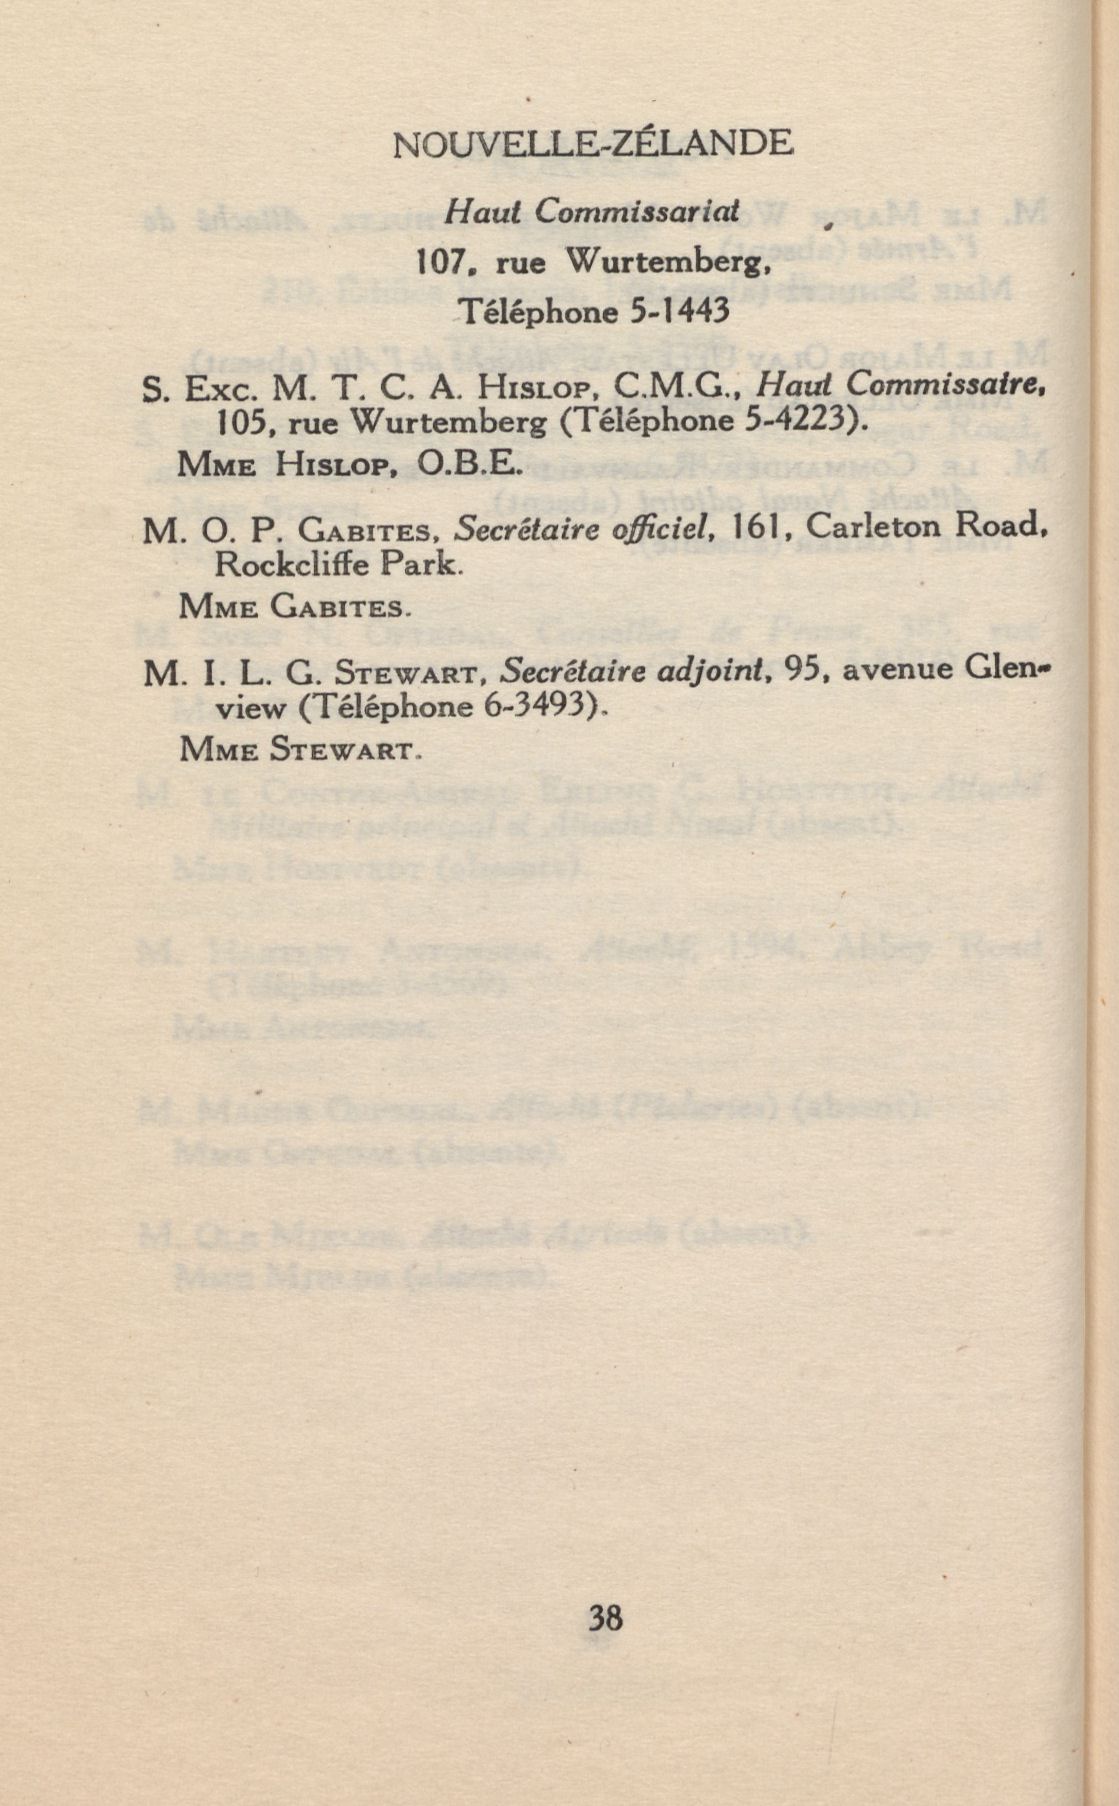 NOUVELLE-ZÉLANDE
Haut Commissariat
107, rue Wurtemberg,
Téléphone 5-1443
S. Exc. M. T. C. A. Hislop, C.M.G., Haut Commissaire,
105, rue Wurtemberg (Téléphone 5-4223).
Mme Hislop, O.B.E.
M. O. P. Gabites, Secrétaire officiel, 161, Carleton Road,
Rockcliffe Park.
Mme Gabites.
M. I. L. G. Stewart, Secrétaire adjoint, 95, avenue Glen-
view (Téléphone 6-3493).
Mme Stewart.
38